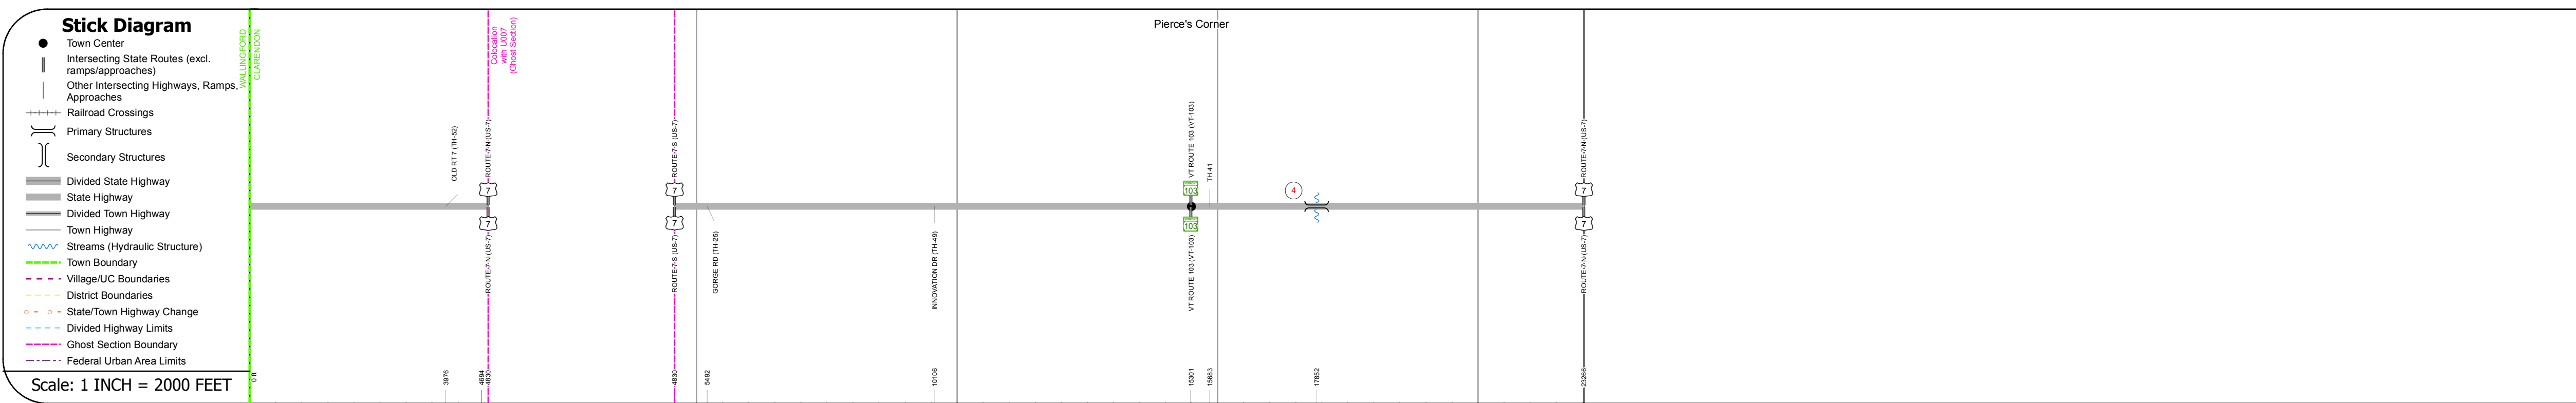 Stick Diagram
Town Center
Intersecting State Routes (excl.
ramps/approaches)
Other Intersecting Highways, Ramps,
Approaches
Railroad Crossings
Primary Structures
Secondary Structures
Divided State Highway
State Highway
Divided Town Highway
Town Highway
Streams (Hydraulic Structure)
Town Boundary
Village/UC Boundaries
District Boundaries
State/Town Highway Change
Divided Highway Limits
Ghost Section Boundary
Federal Urban Area Limits
Scale: 1 INCH = 2000 FEET
WALLINGFORD
CLARENDON
0 ft
OLD RT 7 (TH-52)
3976
4694
Colocation
with U007
(Ghost Section)
ROUTE-7-N (US-7)
7
7
ROUTE-7-N (US-7)
4830
ROUTE-7-S (US-7)
7
7
ROUTE-7-S (US-7)
4830
GORGE RD (TH-25)
5492
INNOVATION DR (TH-49)
10106
Pierce's Corner
VT ROUTE 103 (VT-103)
103
103
VT ROUTE 103 (VT-103)
15301
TH 41
15683
4
17852
ROUTE-7-N (US-7)
7
7
ROUTE-7-N (US-7)
23266